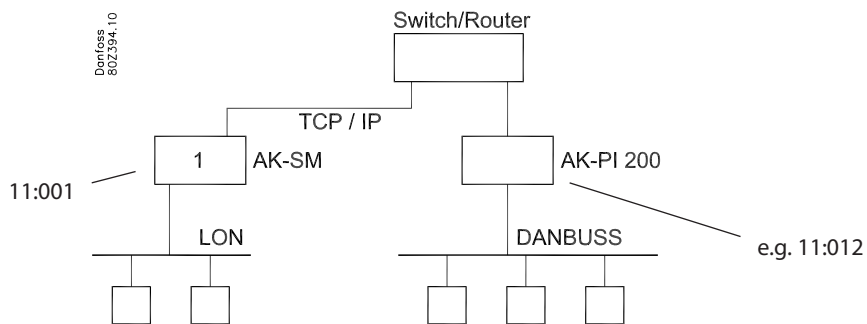 Switch/Router
Danfoss
80Z394.10
TCP / IP
1
AK-SM
AK-PI 200
11:001
LON
DANBUSS
e.g. 11:012